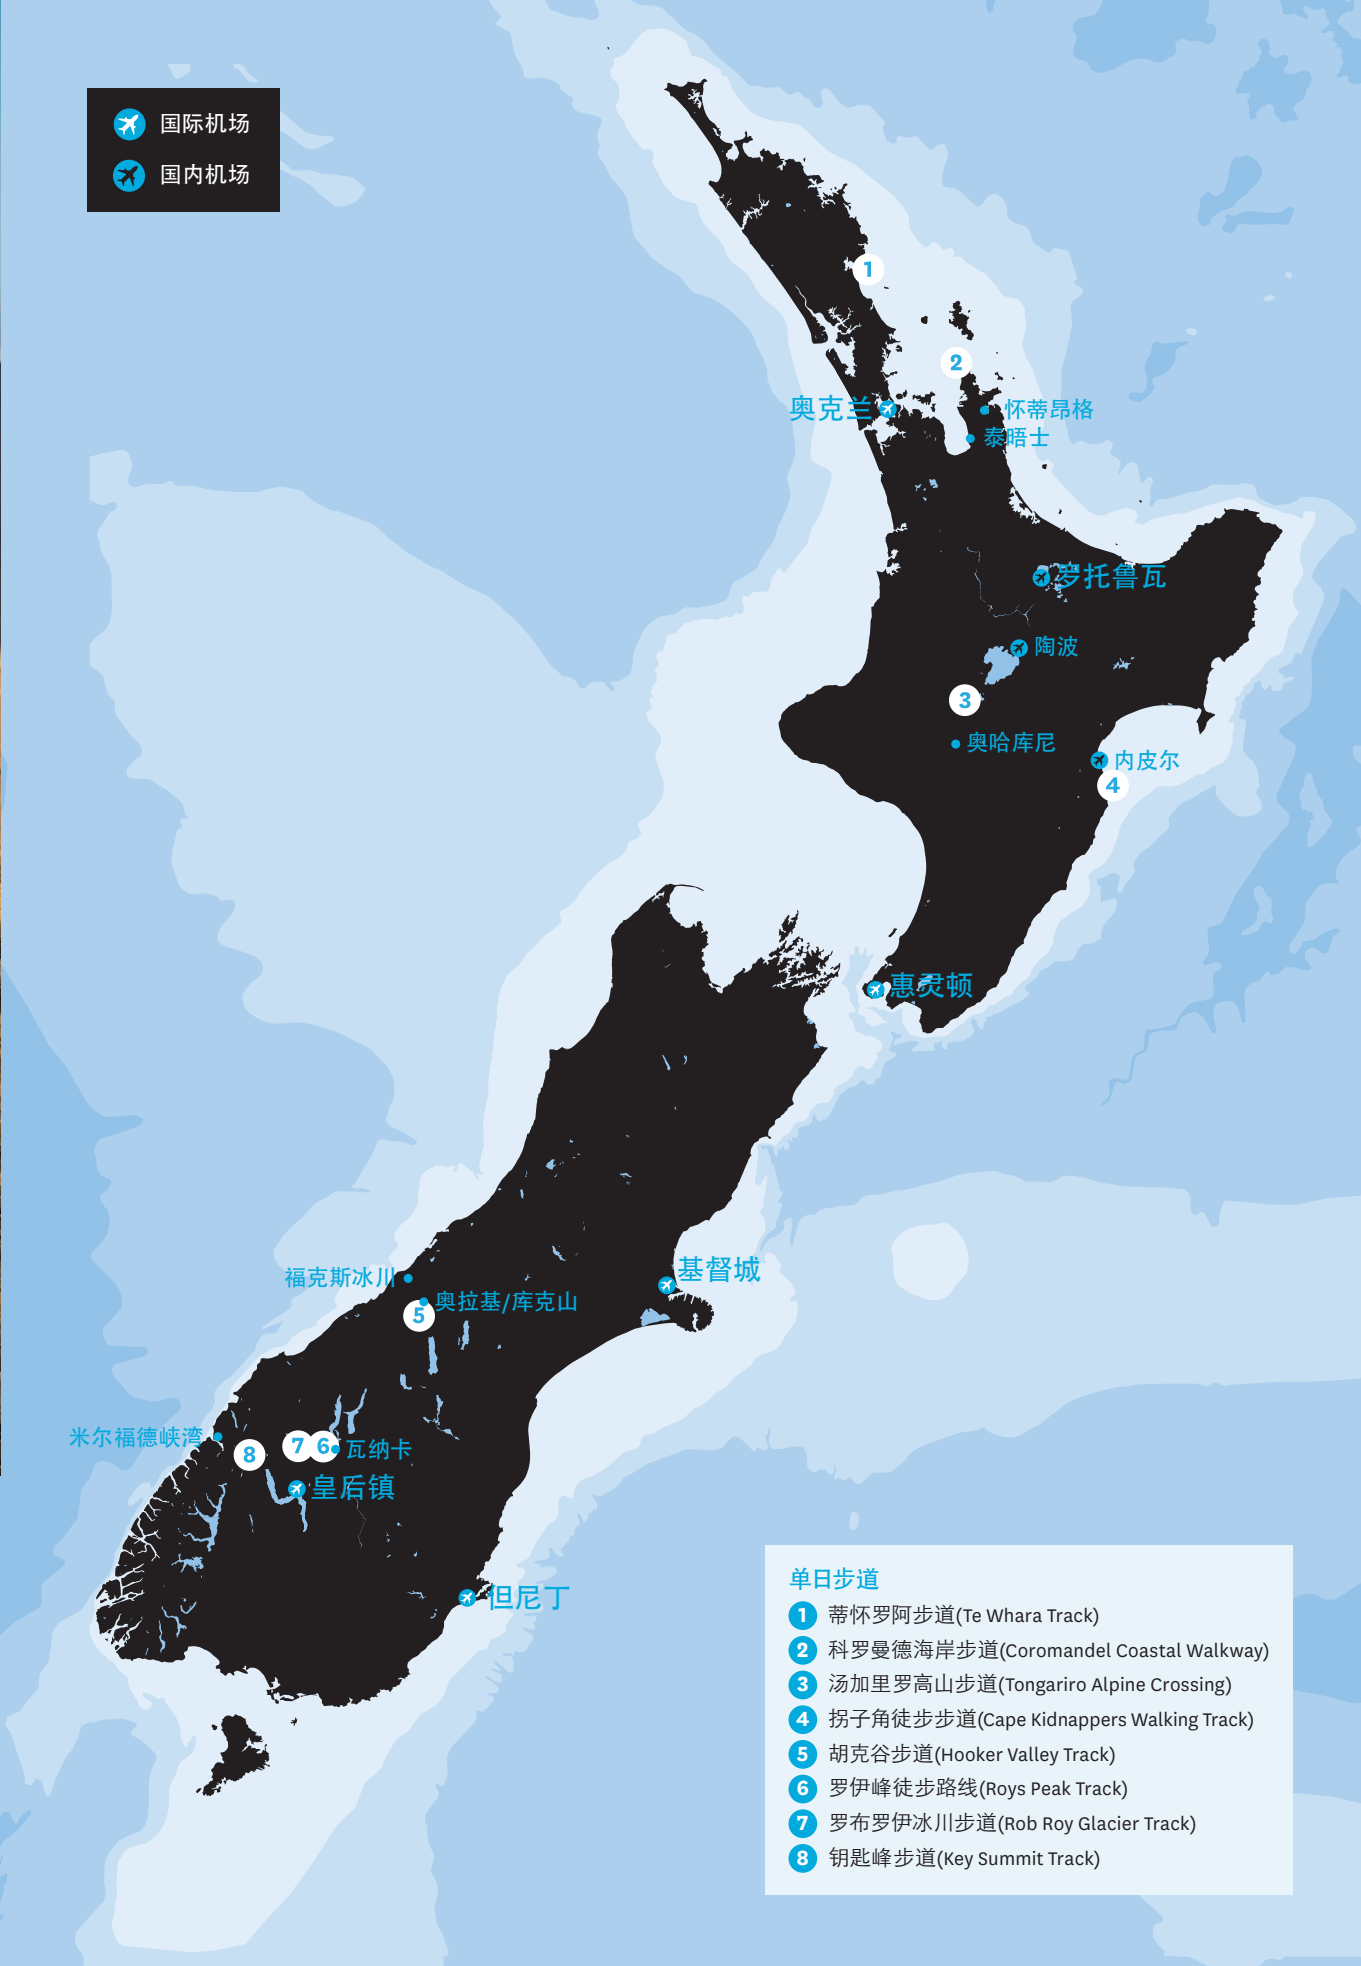 国际机场
国内机场
1
2
奥克兰
怀蒂昂格
泰晤士
罗托鲁瓦
陶波
3
奥哈库尼
内皮尔
4
惠灵顿
基督城
福克斯冰川
奥拉基/库克山
5
米尔福德峡湾
8
7
6
瓦纳卡
皇后镇
但尼丁
单日步道
1 蒂怀罗阿步道(Te Whara Track)
2 科罗曼德海岸步道(Coromandel Coastal Walkway)
3 汤加里罗高山步道(Tongariro Alpine Crossing)
4 拐子角徒步步道(Cape Kidnappers Walking Track)
5 胡克谷步道(Hooker Valley Track)
6 罗伊峰徒步路线(Roys Peak Track)
7 罗布罗伊冰川步道(Rob Roy Glacier Track)
8 钥匙峰步道(Key Summit Track)